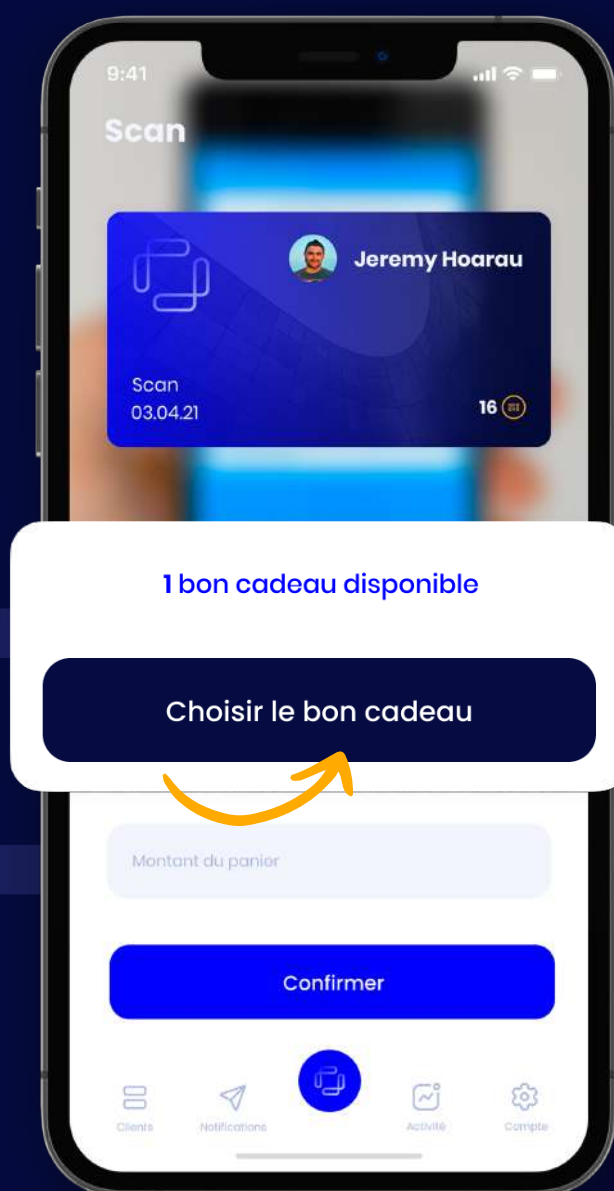 9:41
Scan
Jeremy Hoarau
Scan
03.04.21
16
1 bon cadeau disponible
Choisir le bon cadeau
Montant du panier
Confirmer
Clients
Notifications
Activité
Compte